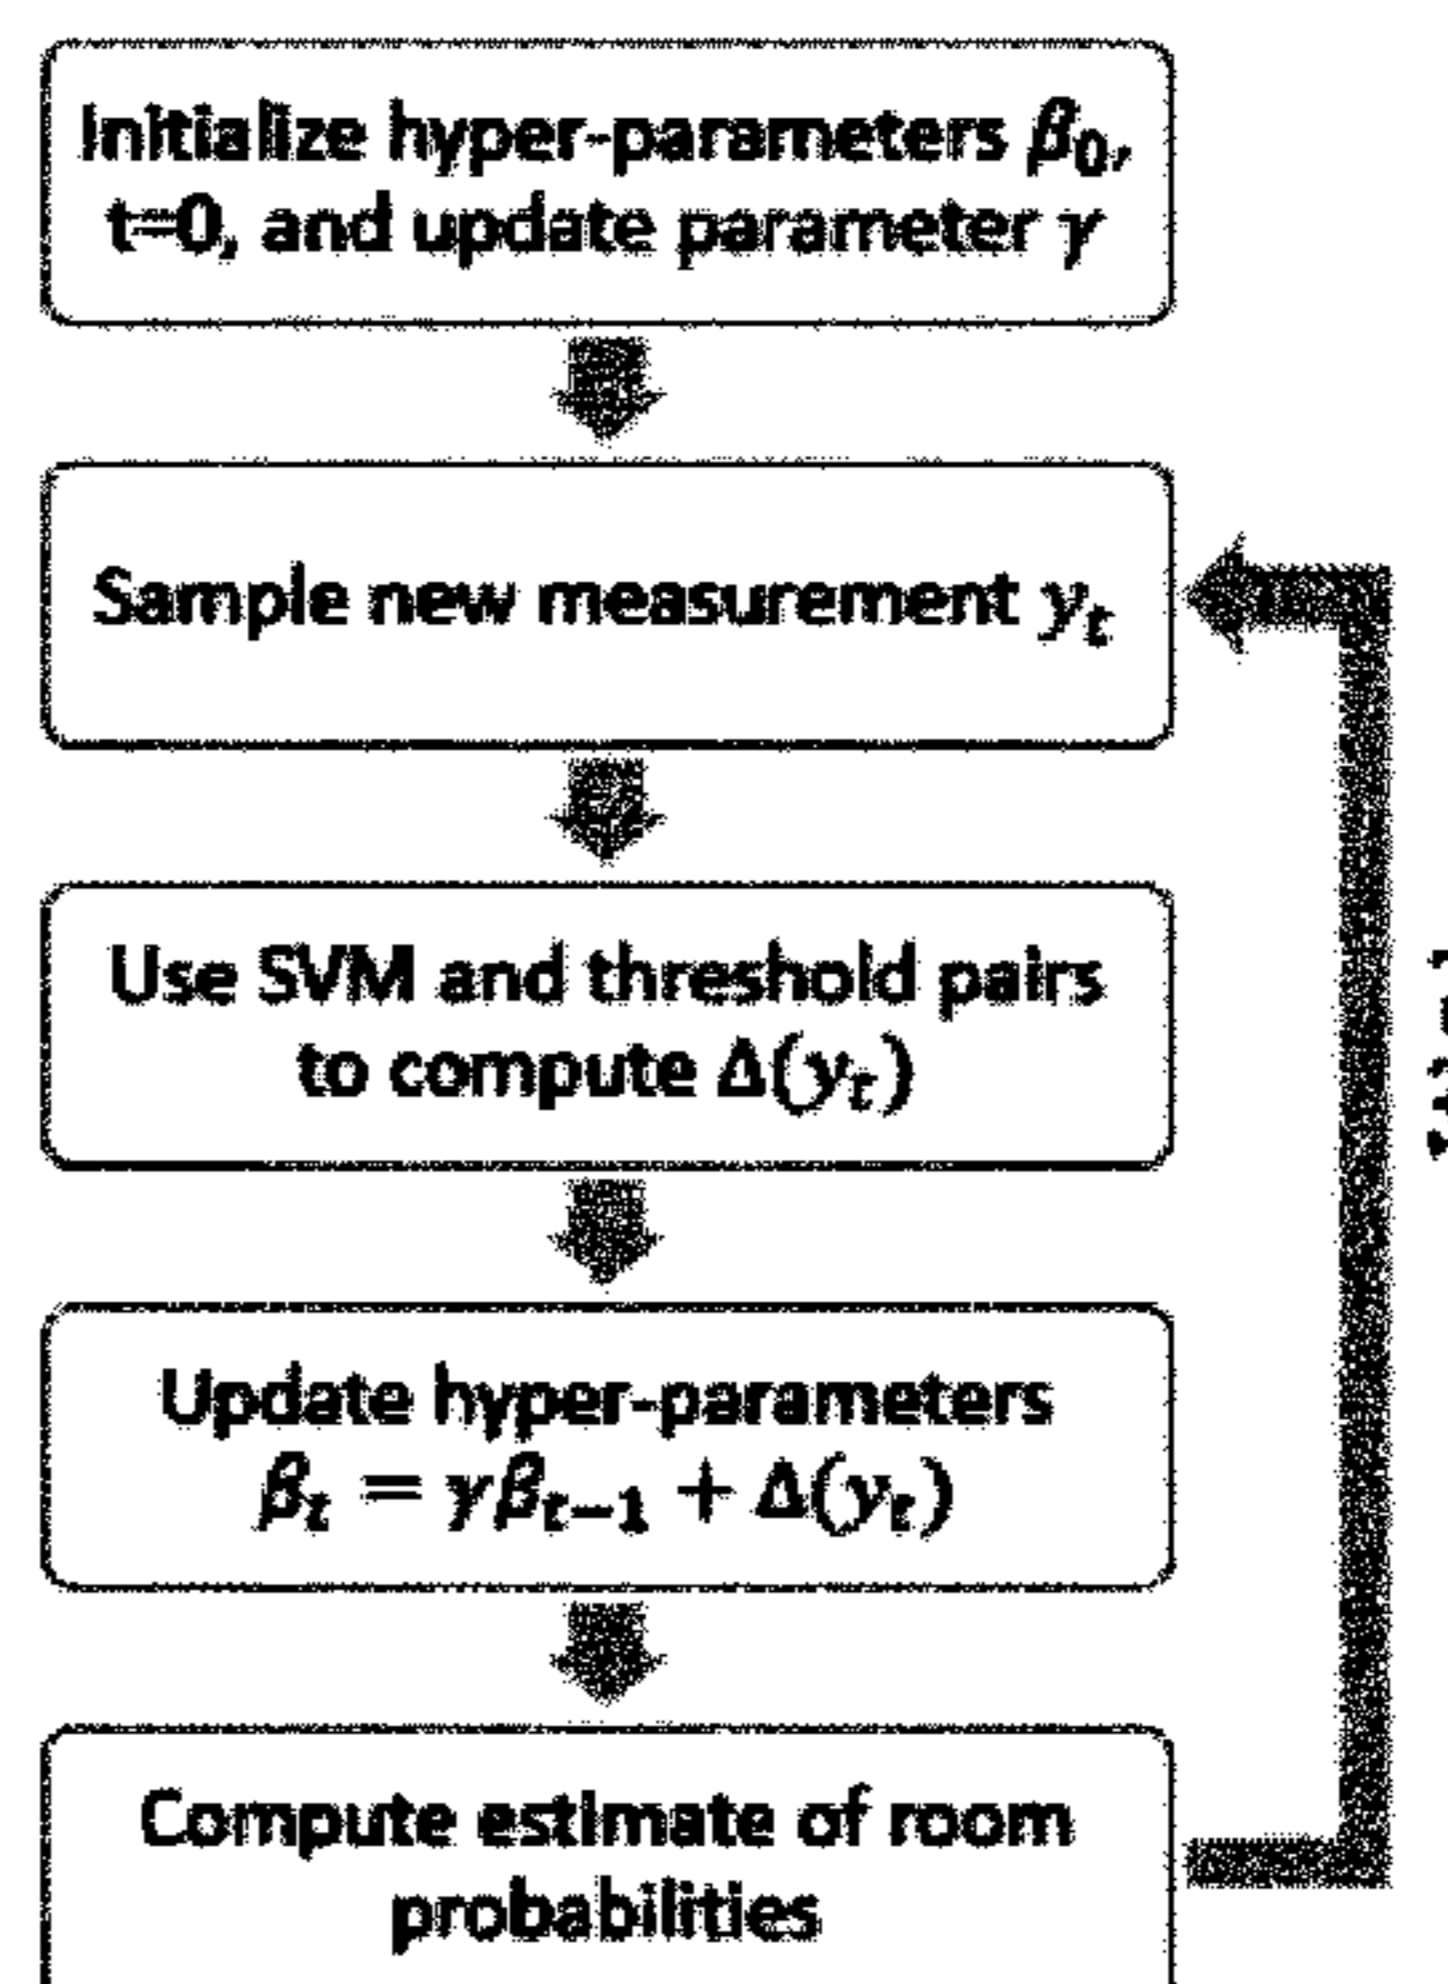 Initialize hyper-parameters β₀,
t=0, and update parameter γ
Sample new measurement yₜ
Use SVM and threshold pairs
to compute Δ(yₜ)
Update hyper-parameters
βₜ = γβₜ₋₁ + Δ(yₜ)
Compute estimate of room
probabilities